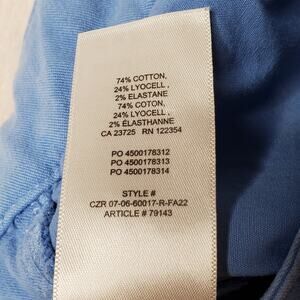 74% COTTON,
24% LYOCELL ,
2% ELASTANE
74% COTON,
24% LYOCELL ,
2% ÉLASTHANNE
CA 23725 RN 122354
PO 4500178312
PO 4500178313
PO 4500178314
STYLE #
CZR 07-06-60017-R-FA22
ARTICLE # 79143